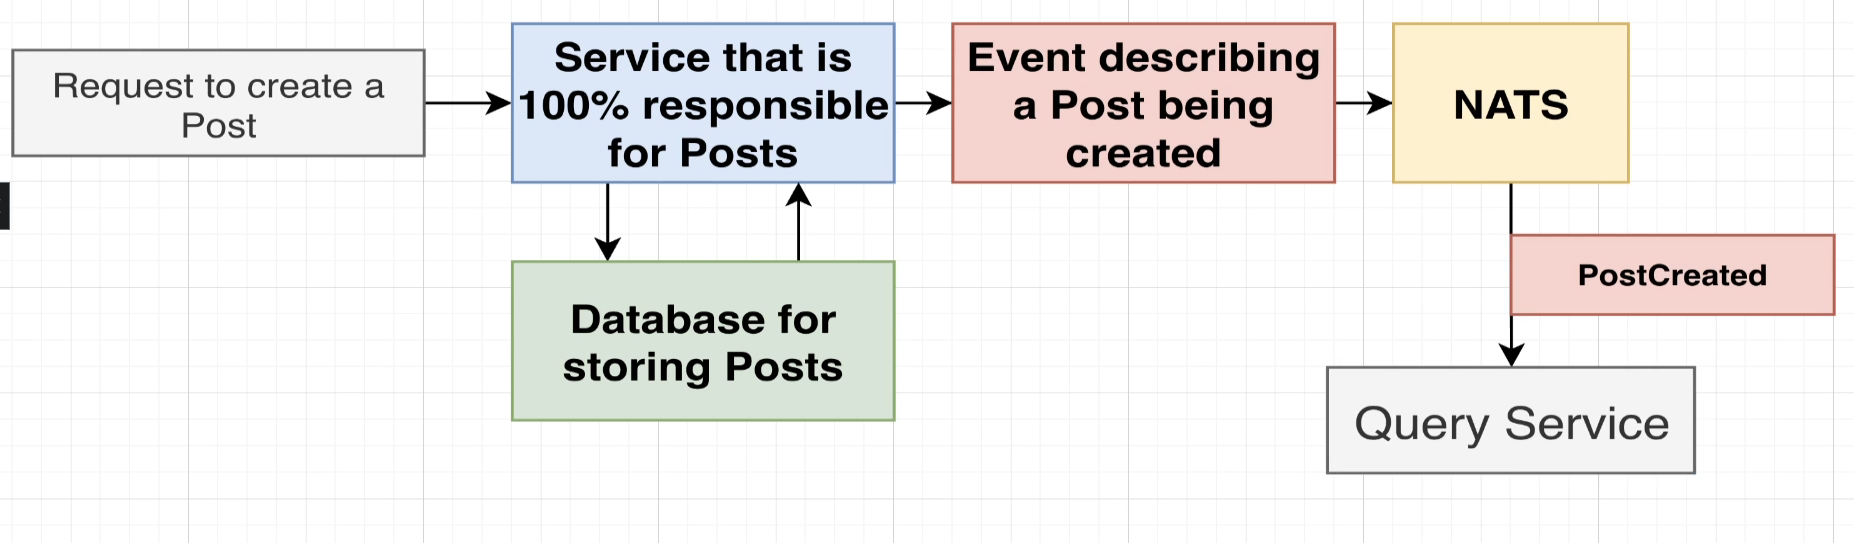 Request to create a
Post
Service that is
100% responsible
for Posts
Event describing
a Post being
created
NATS
PostCreated
Database for
storing Posts
Query Service